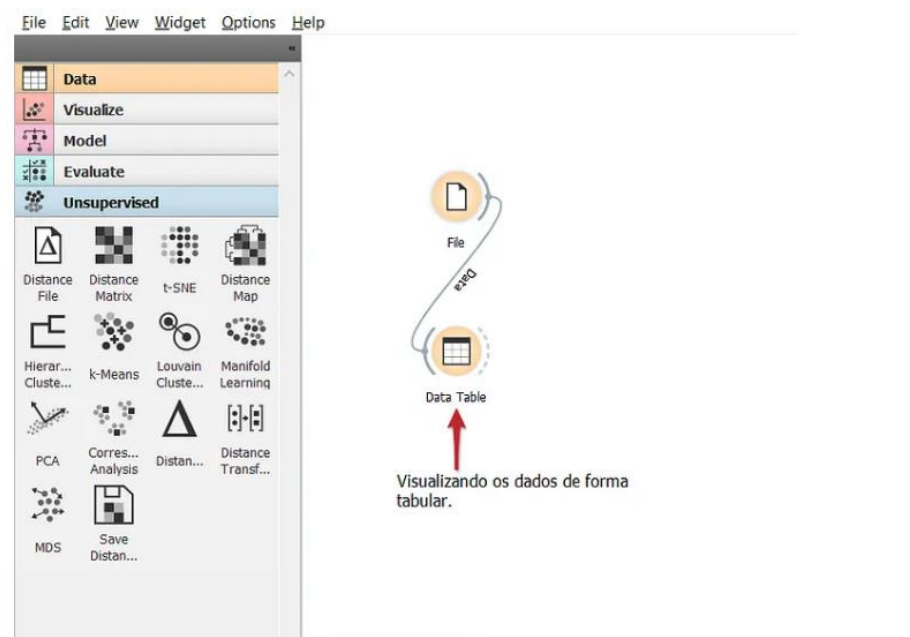 File Edit View Widget Options Help
«
Data
Visualize
Model
Evaluate
Unsupervised
Distance File
Distance Matrix
t-SNE
Distance Map
Hierar... Cluste...
k-Means
Louvain Cluste...
Manifold Learning
PCA
Corres... Analysis
Distan...
Distance Transf...
MDS
Save Distan...
File
Data
Data Table
Visualizando os dados de forma
tabular.